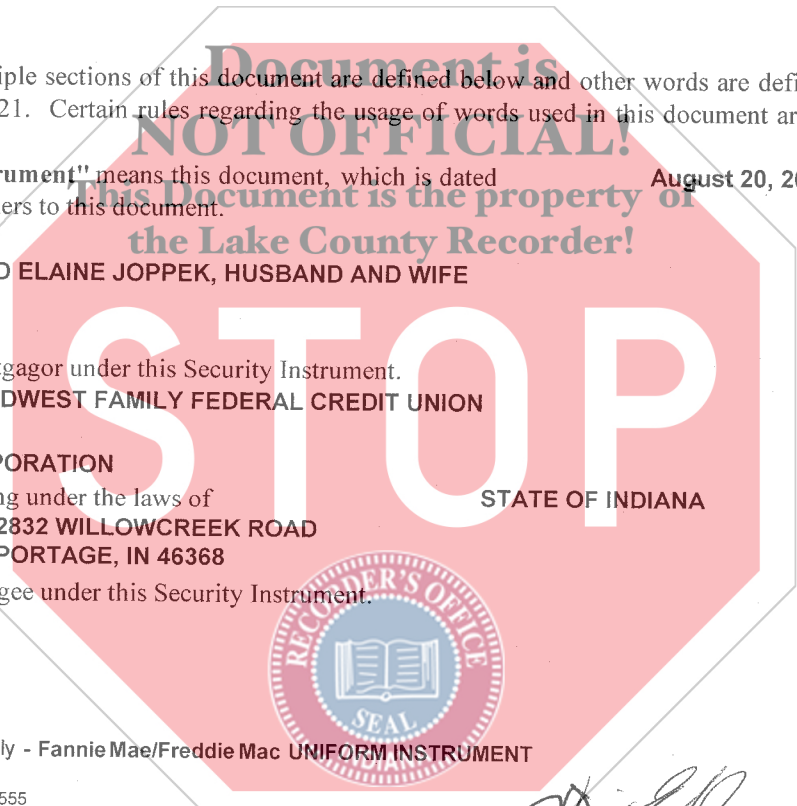 Document is
iple sections of this document are defined below and other words are defi
21. Certain rules regarding the usage of words used in this document ar
NOT OFFICIAL!
rument" means this document, which is dated August 20, 20
This Document is the property of
ers to this document.
the Lake County Recorder!
D ELAINE JOPPEK, HUSBAND AND WIFE
STOP
tgagor under this Security Instrument.
DWEST FAMILY FEDERAL CREDIT UNION
PORATION
ng under the laws of STATE OF INDIANA
2832 WILLOWCREEK ROAD
PORTAGE, IN 46368
gee under this Security Instrument.
RECORDER'S OFFICE
SEAL
INDIANA
ly - Fannie Mae/Freddie Mac UNIFORM INSTRUMENT
555